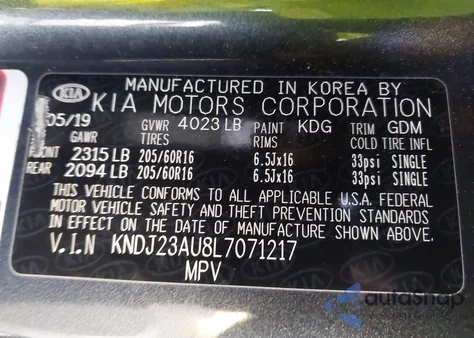 MANUFACTURED IN KOREA BY
KIA KIA MOTORS CORPORATION
05/19 GVWR 4023 LB PAINT KDG TRIM GDM
GAWR TIRES RIMS COLD TIRE INFL
FRONT 2315 LB 205/60R16 6.5Jx16 33psi SINGLE
REAR 2094 LB 205/60R16 6.5Jx16 33psi SINGLE
THIS VEHICLE CONFORMS TO ALL APPLICABLE U.S.A. FEDERAL
MOTOR VEHICLE SAFETY AND THEFT PREVENTION STANDARDS
IN EFFECT ON THE DATE OF MANUFACTURE SHOWN ABOVE.
V.I.N KNDJ23AU8L7071217
MPV
autoSnap